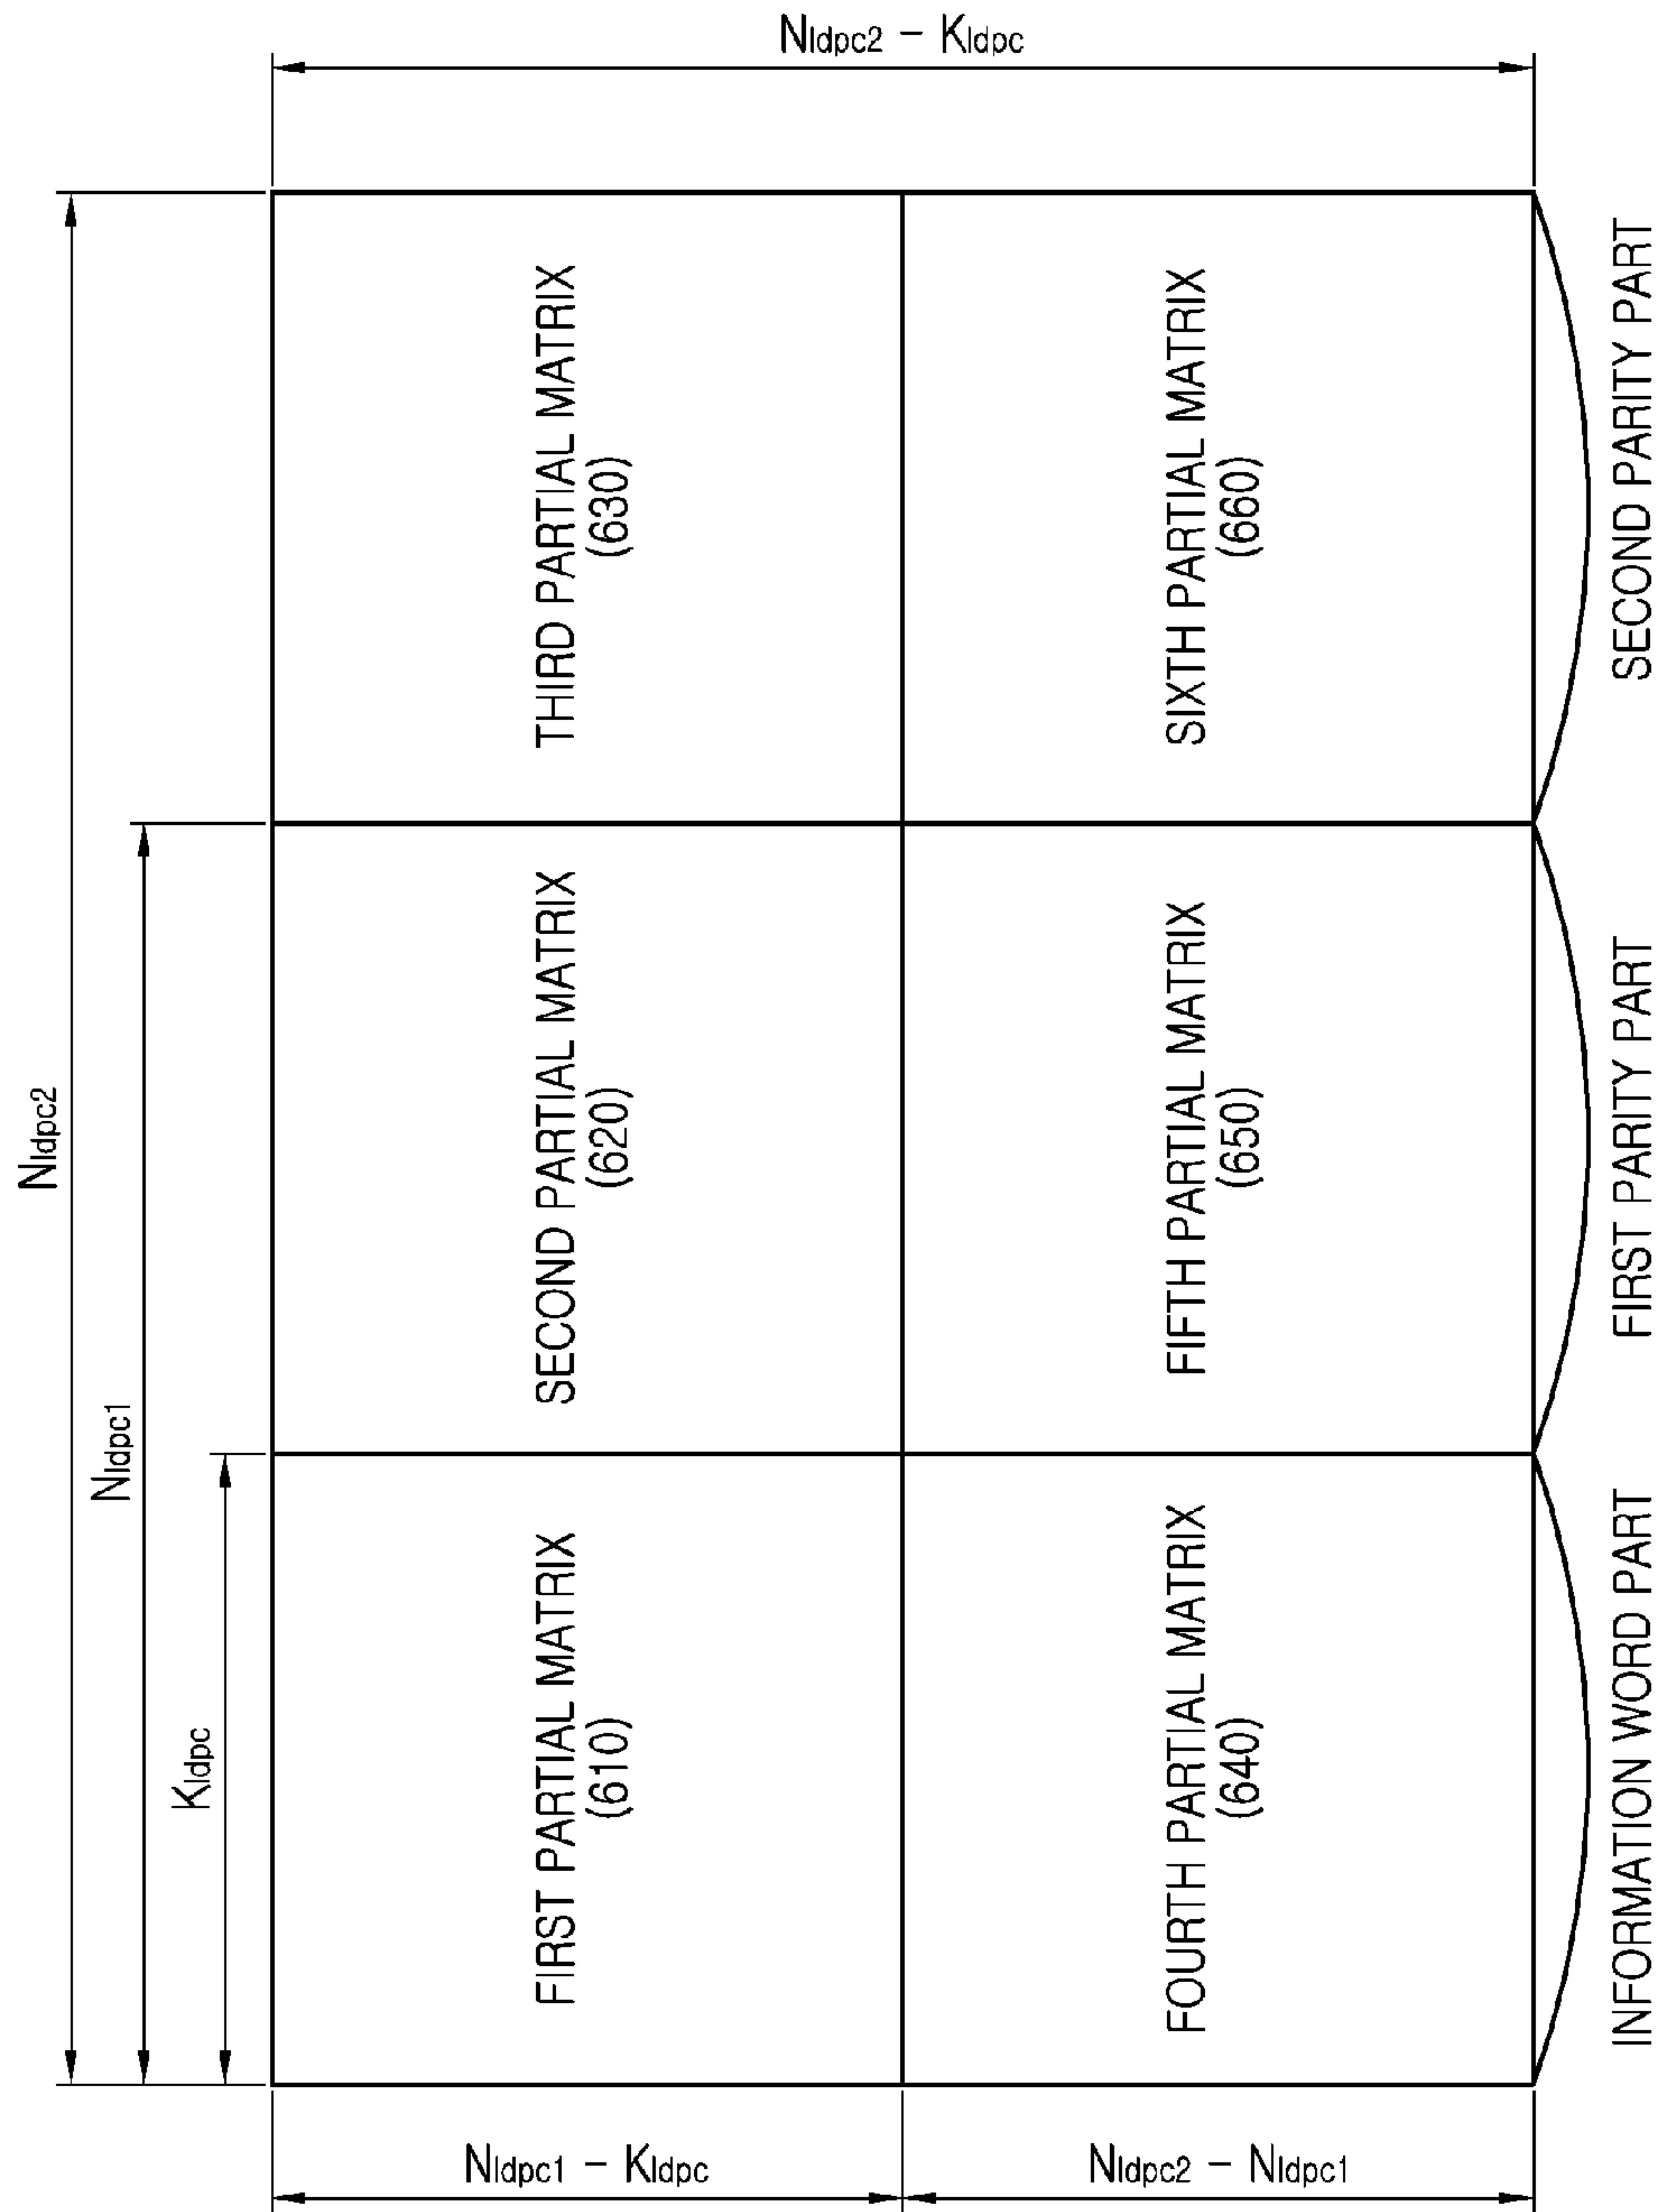 Nldpc2
Nldpc1
Kldpc
Nldpc1 – Kldpc
FIRST PARTIAL MATRIX
(610)
SECOND PARTIAL MATRIX
(620)
THIRD PARTIAL MATRIX
(630)
Nldpc2 – Kldpc
Nldpc2 – Nldpc1
FOURTH PARTIAL MATRIX
(640)
FIFTH PARTIAL MATRIX
(650)
SIXTH PARTIAL MATRIX
(660)
INFORMATION WORD PART
FIRST PARITY PART
SECOND PARITY PART